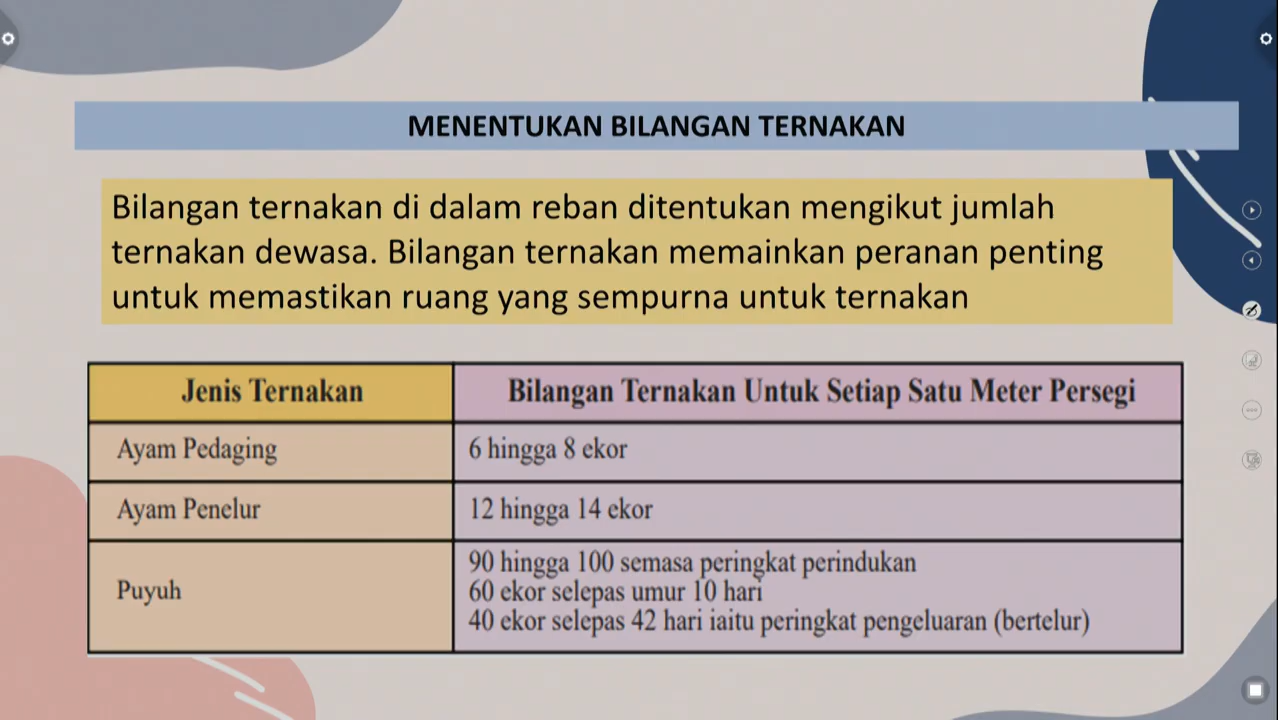 MENENTUKAN BILANGAN TERNAKAN
Bilangan ternakan di dalam reban ditentukan mengikut jumlah
ternakan dewasa. Bilangan ternakan memainkan peranan penting
untuk memastikan ruang yang sempurna untuk ternakan
Jenis Ternakan
Bilangan Ternakan Untuk Setiap Satu Meter Persegi
Ayam Pedaging
6 hingga 8 ekor
Ayam Penelur
12 hingga 14 ekor
Puyuh
90 hingga 100 semasa peringkat perindukan
60 ekor selepas umur 10 hari
40 ekor selepas 42 hari iaitu peringkat pengeluaran (bertelur)